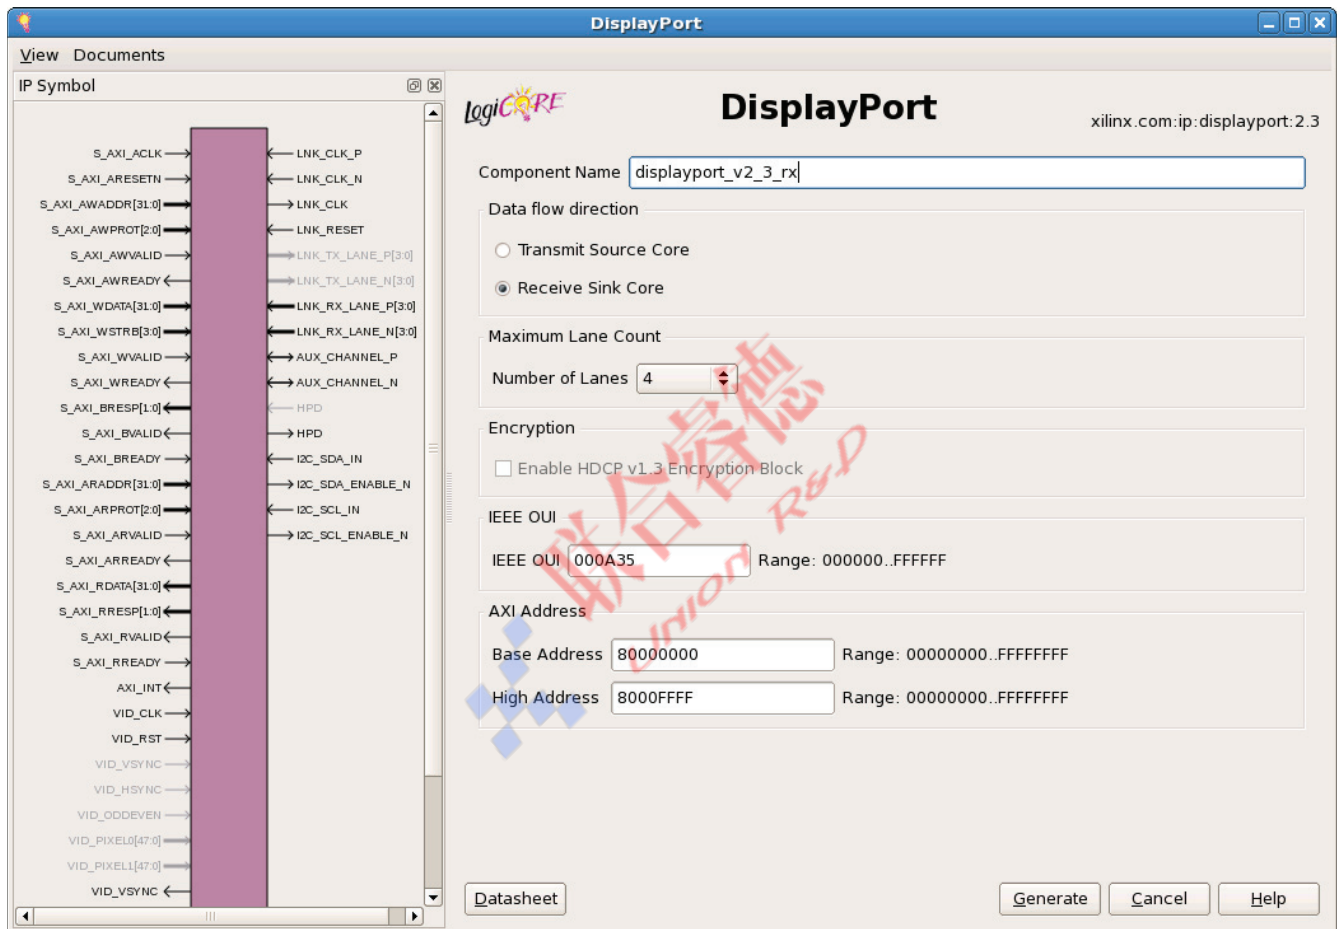 DisplayPort
View Documents
IP Symbol
S_AXI_ACLK
S_AXI_ARESETN
S_AXI_AWADDR[31:0]
S_AXI_AWPROT[2:0]
S_AXI_AWVALID
S_AXI_AWREADY
S_AXI_WDATA[31:0]
S_AXI_WSTRB[3:0]
S_AXI_WVALID
S_AXI_WREADY
S_AXI_BRESP[1:0]
S_AXI_BVALID
S_AXI_BREADY
S_AXI_ARADDR[31:0]
S_AXI_ARPROT[2:0]
S_AXI_ARVALID
S_AXI_ARREADY
S_AXI_RDATA[31:0]
S_AXI_RRESP[1:0]
S_AXI_RVALID
S_AXI_RREADY
AXI_INT
VID_CLK
VID_RST
VID_VSYNC
VID_HSYNC
VID_ODDEVEN
VID_PIXEL0[47:0]
VID_PIXEL1[47:0]
VID_VSYNC
LNK_CLK_P
LNK_CLK_N
LNK_CLK
LNK_RESET
LNK_TX_LANE_P[3:0]
LNK_TX_LANE_N[3:0]
LNK_RX_LANE_P[3:0]
LNK_RX_LANE_N[3:0]
AUX_CHANNEL_P
AUX_CHANNEL_N
HPD
HPD
I2C_SDA_IN
I2C_SDA_ENABLE_N
I2C_SCL_IN
I2C_SCL_ENABLE_N
LogiCORE
DisplayPort
xilinx.com:ip:displayport:2.3
Component Name displayport_v2_3_rx
Data flow direction
Transmit Source Core
Receive Sink Core
Maximum Lane Count
Number of Lanes 4
Encryption
Enable HDCP v1.3 Encryption Block
IEEE OUI
IEEE OUI 000A35 Range: 000000..FFFFFF
AXI Address
Base Address 80000000 Range: 00000000..FFFFFFFF
High Address 8000FFFF Range: 00000000..FFFFFFFF
联合睿德
Union R&D
Datasheet
Generate
Cancel
Help